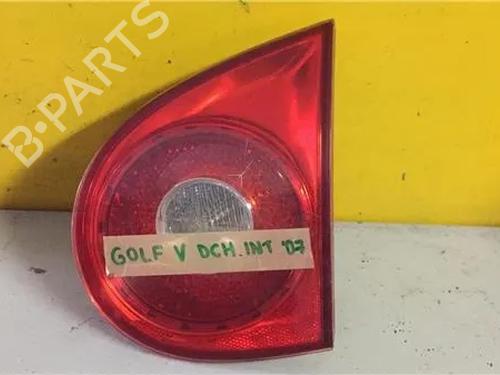 B-PARTS
GOLF V DCH. INT '07